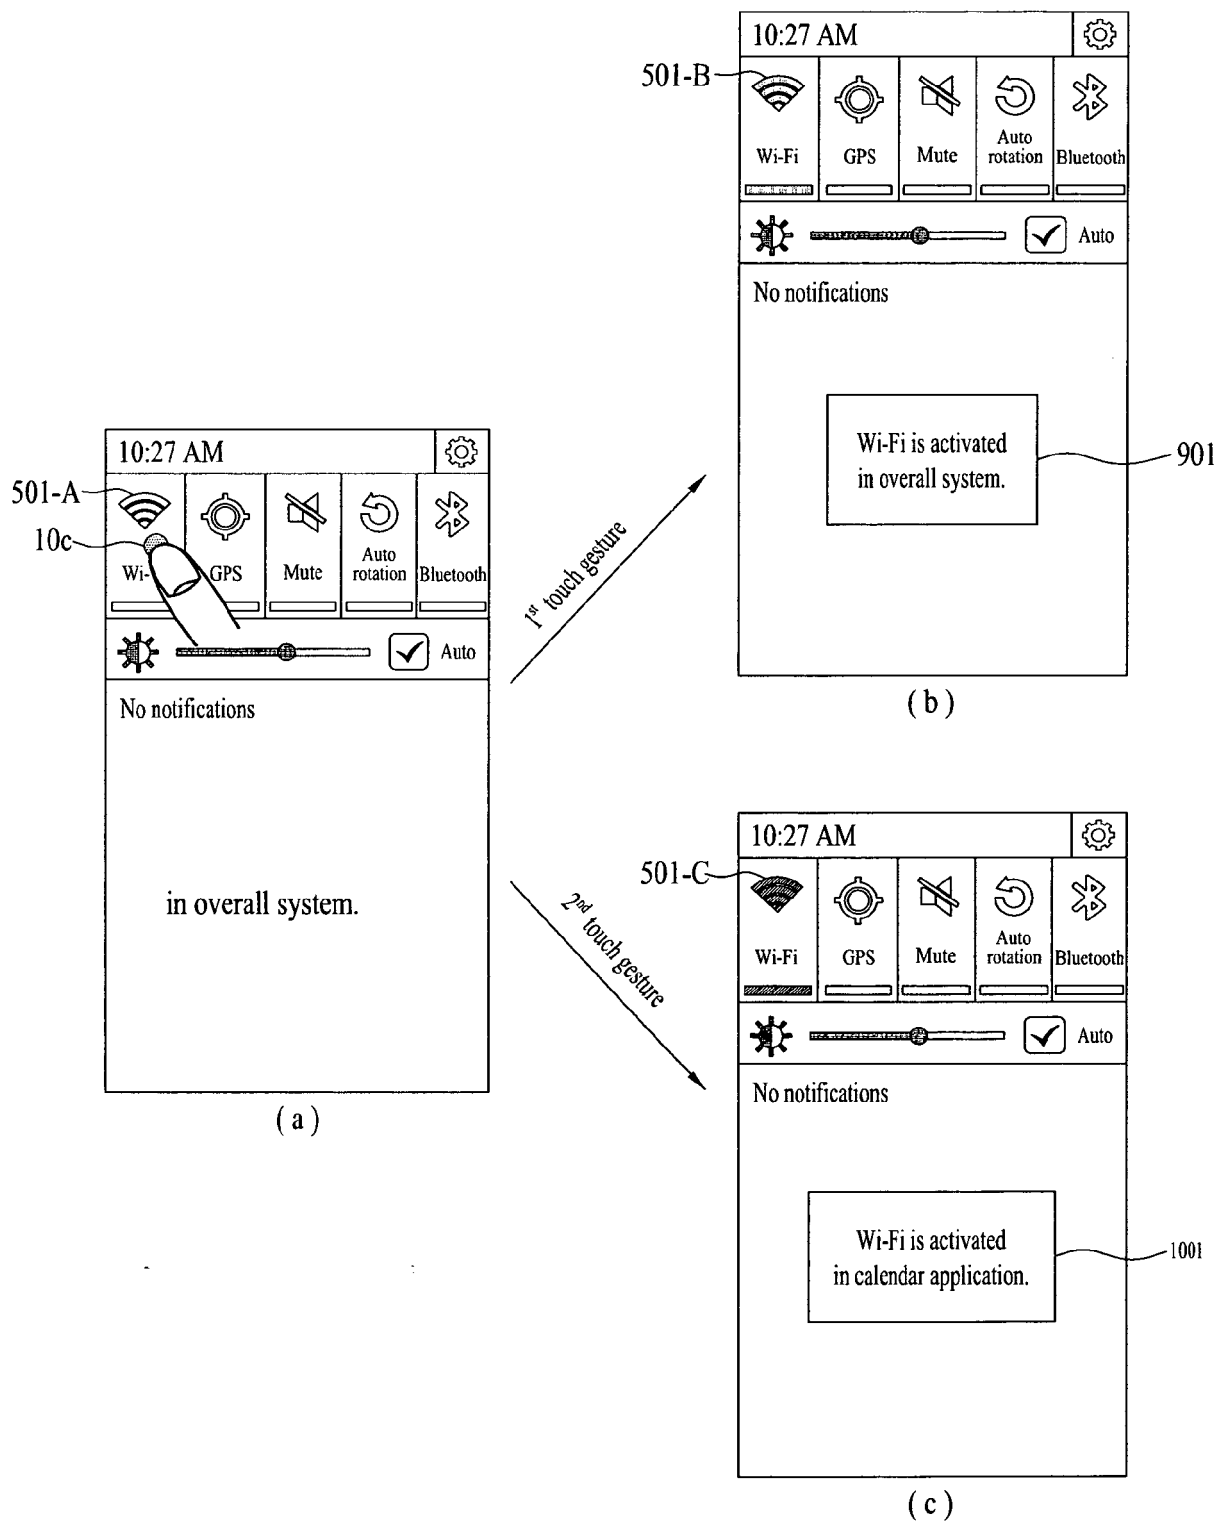 10:27 AM
501-A
10c
Wi-
GPS
Mute
Auto
rotation
Bluetooth
Auto
No notifications
in overall system.
( a )
1st touch gesture
2nd touch gesture
10:27 AM
501-B
Wi-Fi
GPS
Mute
Auto
rotation
Bluetooth
Auto
No notifications
Wi-Fi is activated
in overall system.
901
( b )
10:27 AM
501-C
Wi-Fi
GPS
Mute
Auto
rotation
Bluetooth
Auto
No notifications
Wi-Fi is activated
in calendar application.
1001
( c )